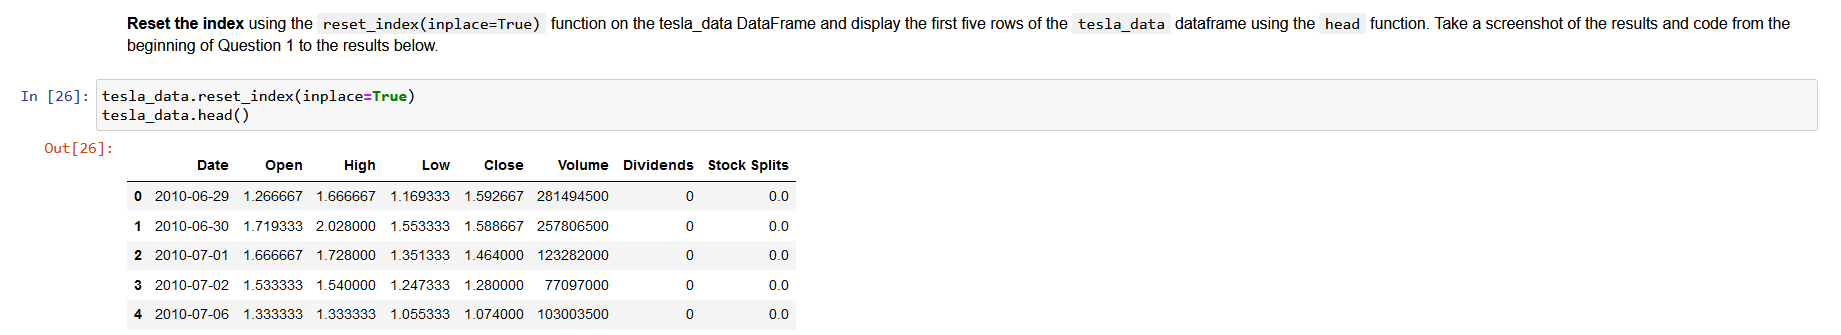 Reset the index using the reset_index(inplace=True) function on the tesla_data DataFrame and display the first five rows of the tesla_data dataframe using the head function. Take a screenshot of the results and code from the
beginning of Question 1 to the results below.
In [26]: tesla_data.reset_index(inplace=True)
tesla_data.head()
Out[26]:
Date Open High Low Close Volume Dividends Stock Splits
0 2010-06-29 1.266667 1.666667 1.169333 1.592667 281494500 0 0.0
1 2010-06-30 1.719333 2.028000 1.553333 1.588667 257806500 0 0.0
2 2010-07-01 1.666667 1.728000 1.351333 1.464000 123282000 0 0.0
3 2010-07-02 1.533333 1.540000 1.247333 1.280000 77097000 0 0.0
4 2010-07-06 1.333333 1.333333 1.055333 1.074000 103003500 0 0.0